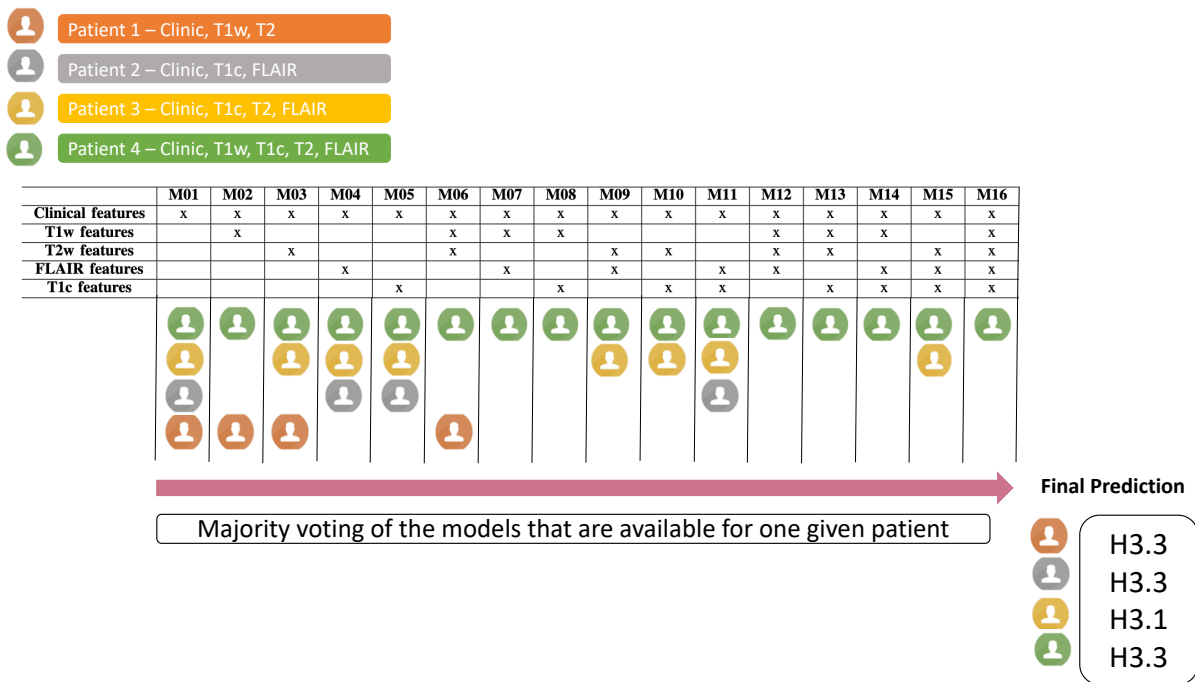 Patient 1 – Clinic, T1w, T2
Patient 2 – Clinic, T1c, FLAIR
Patient 3 – Clinic, T1c, T2, FLAIR
Patient 4 – Clinic, T1w, T1c, T2, FLAIR
M01 M02 M03 M04 M05 M06 M07 M08 M09 M10 M11 M12 M13 M14 M15 M16
Clinical features x x x x x x x x x x x x x x x x
T1w features x x x x x x x x
T2w features x x x x x x x x
FLAIR features x x x x x x x x
T1c features x x x x x x x x
Final Prediction
Majority voting of the models that are available for one given patient
H3.3
H3.3
H3.1
H3.3